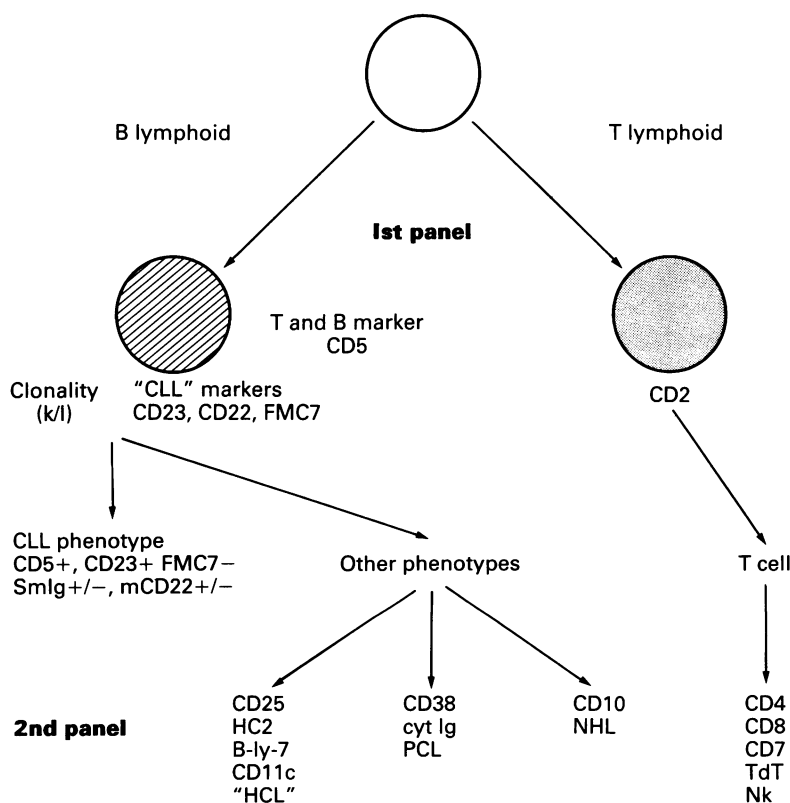 B lymphoid
T lymphoid
Ist panel
T and B marker
CD5
Clonality
(k/l)
"CLL" markers
CD23, CD22, FMC7
CD2
CLL phenotype
CD5+, CD23+ FMC7−
SmIg+/−, mCD22+/−
Other phenotypes
T cell
2nd panel
CD25
HC2
B-ly-7
CD11c
"HCL"
CD38
cyt Ig
PCL
CD10
NHL
CD4
CD8
CD7
TdT
Nk